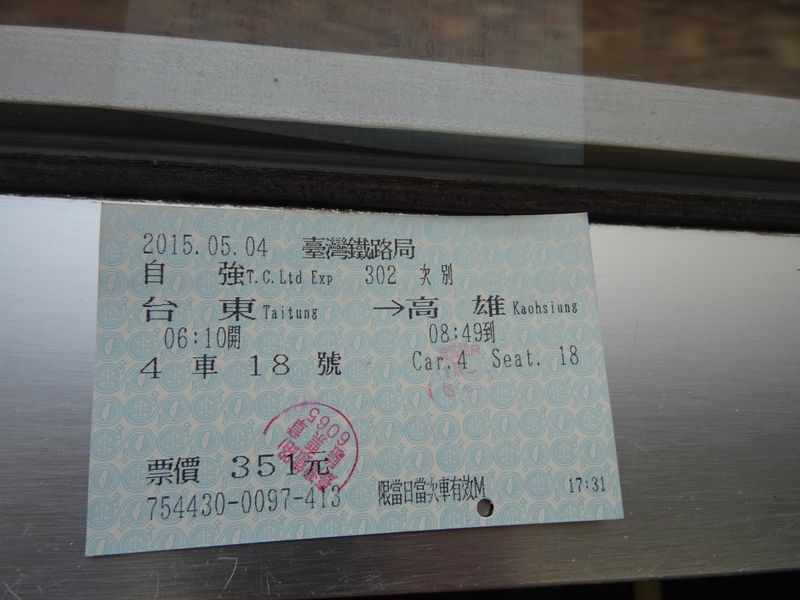 2015.05.04 臺灣鐵路局
自強 T.C.Ltd Exp 302 次別
台東 Taitung →高雄 Kaohsiung
06:10開 08:49到
4 車 18 號 Car.4 Seat. 18
6065
票價 351元
754430-0097-413 限當日當次車有效M 17:31